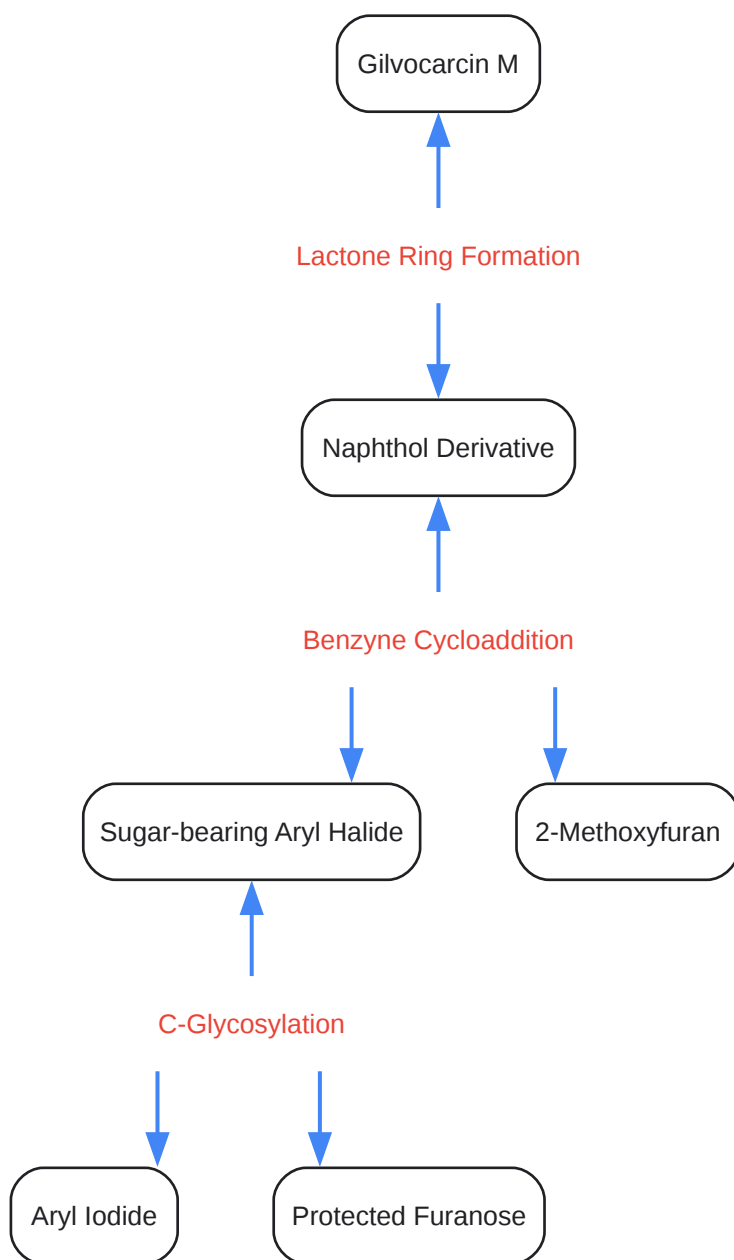 Gilvocarcin M
Lactone Ring Formation
Naphthol Derivative
Benzyne Cycloaddition
Sugar-bearing Aryl Halide
2-Methoxyfuran
C-Glycosylation
Aryl Iodide
Protected Furanose